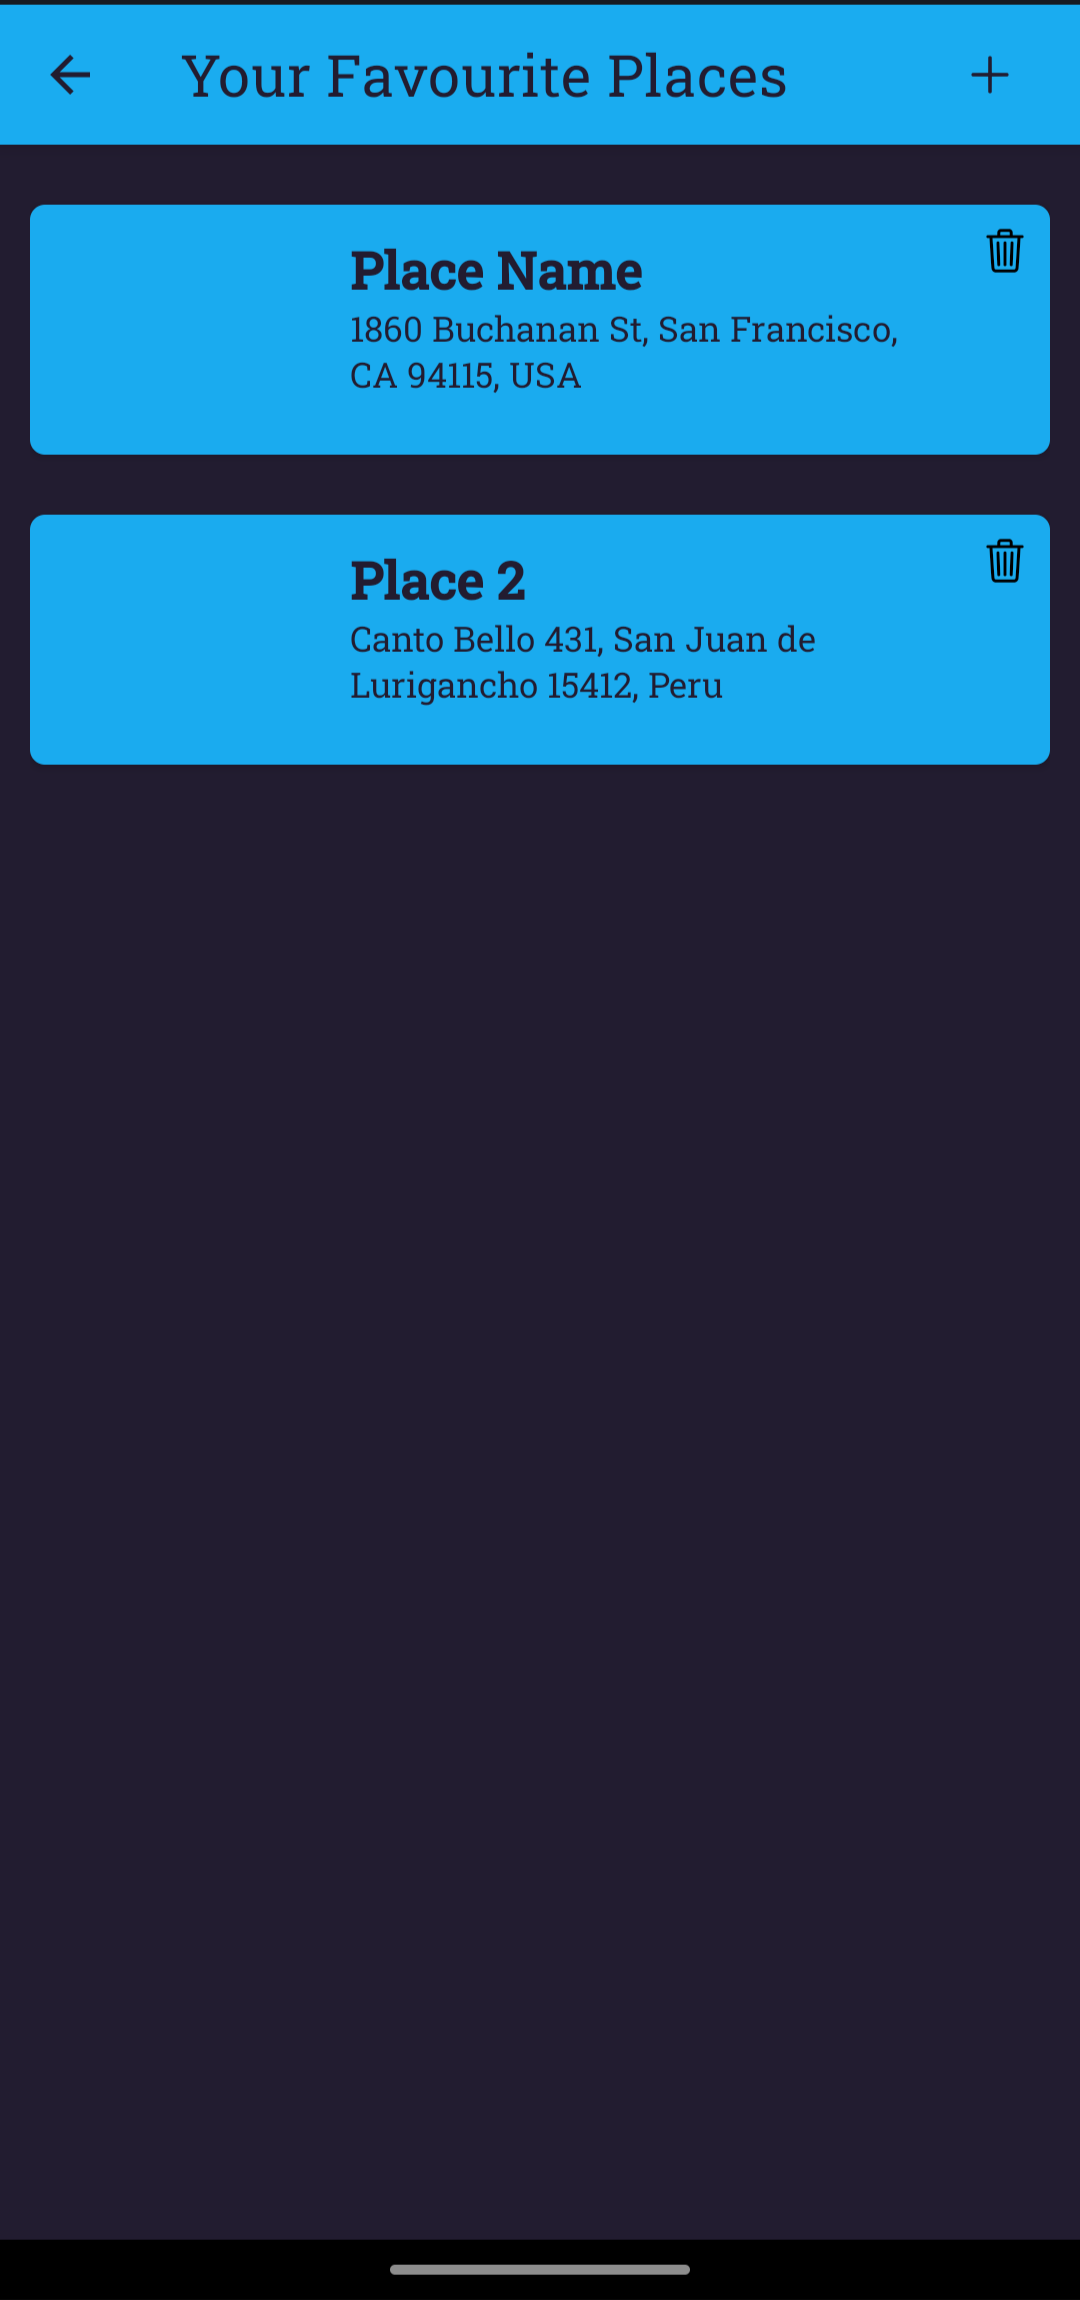 Your Favourite Places
Place Name
1860 Buchanan St, San Francisco,
CA 94115, USA
Place 2
Canto Bello 431, San Juan de
Lurigancho 15412, Peru